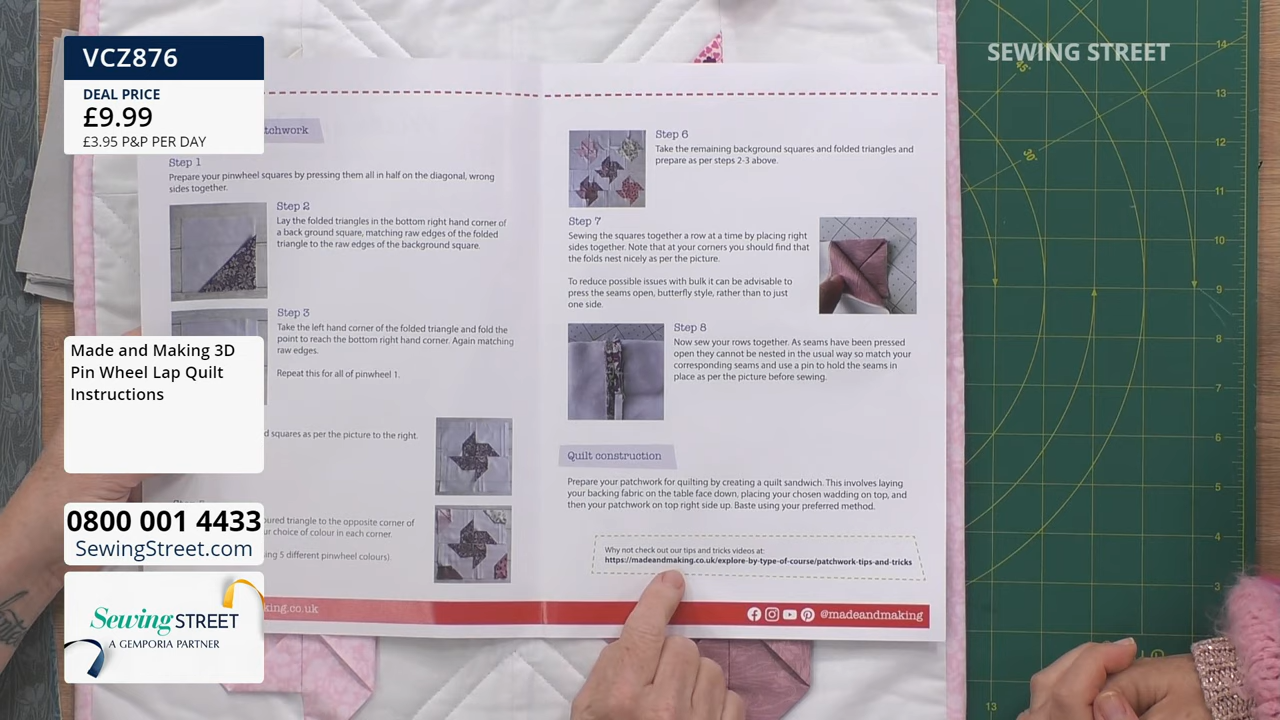 VCZ876
DEAL PRICE
£9.99
£3.95 P&P PER DAY
Made and Making 3D
Pin Wheel Lap Quilt
Instructions
0800 001 4433
SewingStreet.com
Sewing STREET
A GEMPORIA PARTNER
SEWING STREET
tchwork
Step 1
Prepare your pinwheel squares by pressing them all in half on the diagonal, wrong
sides together.
Step 2
Lay the folded triangles in the bottom right hand corner of
a back ground square, matching raw edges of the folded
triangle to the raw edges of the background square.
Step 3
Take the left hand corner of the folded triangle and fold the
point to reach the bottom right hand corner. Again matching
raw edges.
Repeat this for all of pinwheel 1.
d squares as per the picture to the right.
oured triangle to the opposite corner of
ur choice of colour in each corner.
ing 5 different pinwheel colours).
king.co.uk
Step 6
Take the remaining background squares and folded triangles and
prepare as per steps 2-3 above.
Step 7
Sewing the squares together a row at a time by placing right
sides together. Note that at your corners you should find that
the folds nest nicely as per the picture.
To reduce possible issues with bulk it can be advisable to
press the seams open, butterfly style, rather than to just
one side.
Step 8
Now sew your rows together. As seams have been pressed
open they cannot be nested in the usual way so match your
corresponding seams and use a pin to hold the seams in
place as per the picture before sewing.
Quilt construction
Prepare your patchwork for quilting by creating a quilt sandwich. This involves laying
your backing fabric on the table face down, placing your chosen wadding on top, and
then your patchwork on top right side up. Baste using your preferred method.
Why not check out our tips and tricks videos at:
https://madeandmaking.co.uk/explore-by-type-of-course/patchwork-tips-and-tricks
@madeandmaking
14
13
12
11
10
9
8
7
6
5
4
3
13
45°
30°